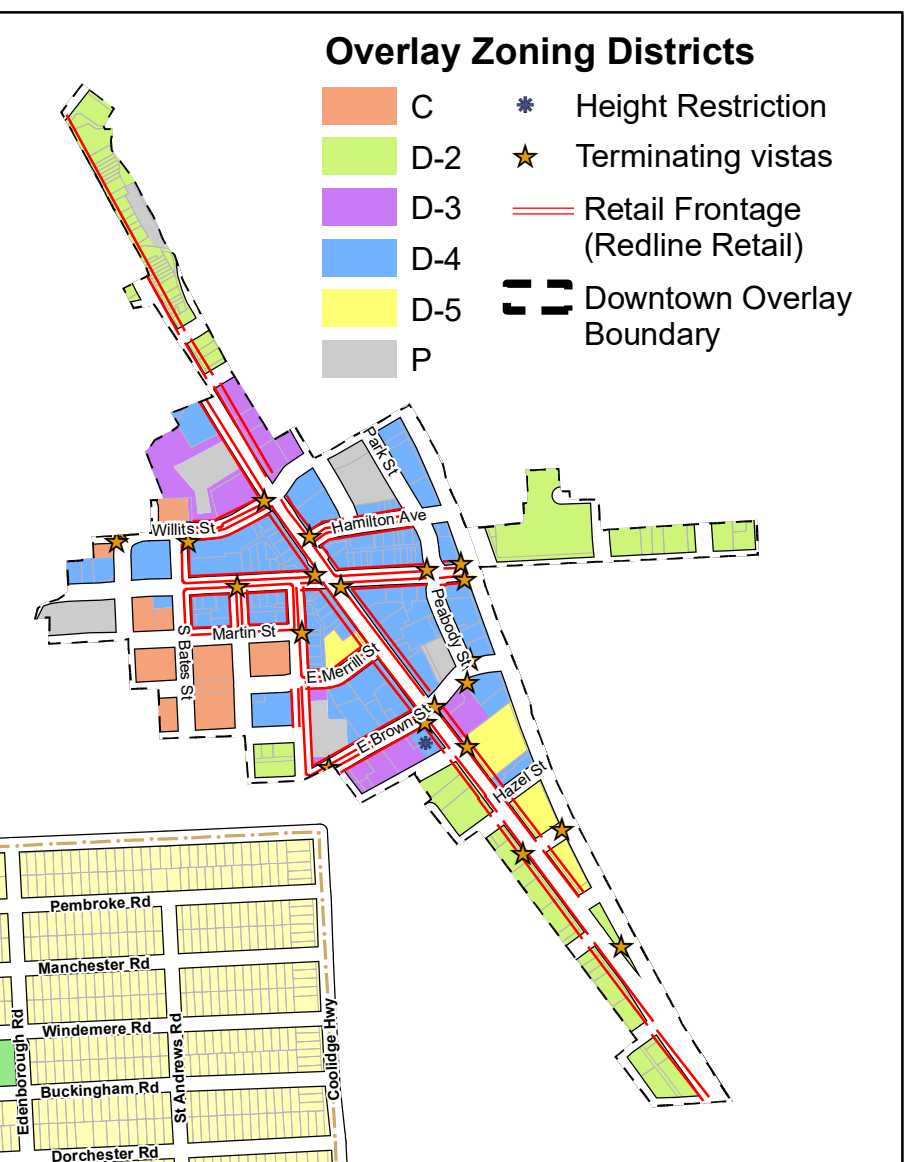 Overlay Zoning Districts
C
D-2
D-3
D-4
D-5
P
Height Restriction
Terminating vistas
Retail Frontage
(Redline Retail)
Downtown Overlay
Boundary
Park St
Willits St
Hamilton Ave
Peabody St
Martin St
S Bates St
E Merrill St
E Brown St
Hazel St
Pembroke Rd
Manchester Rd
Windemere Rd
Buckingham Rd
Dorchester Rd
Edenborough Rd
St Andrews Rd
Coolidge Hwy